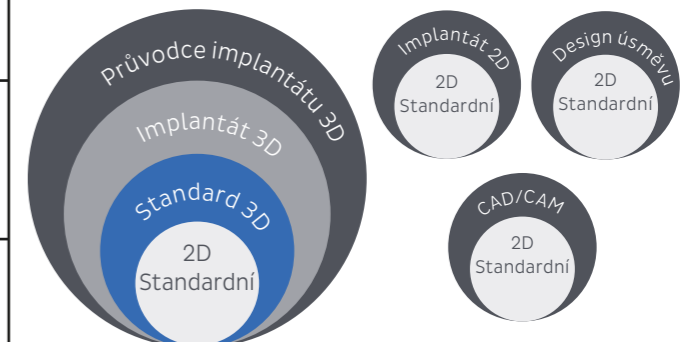 Průvodce implantátu 3D
Implantát 3D
Standard 3D
2D
Standardní
Implantát 2D
2D
Standardní
Design úsměvu
2D
Standardní
CAD/CAM
2D
Standardní